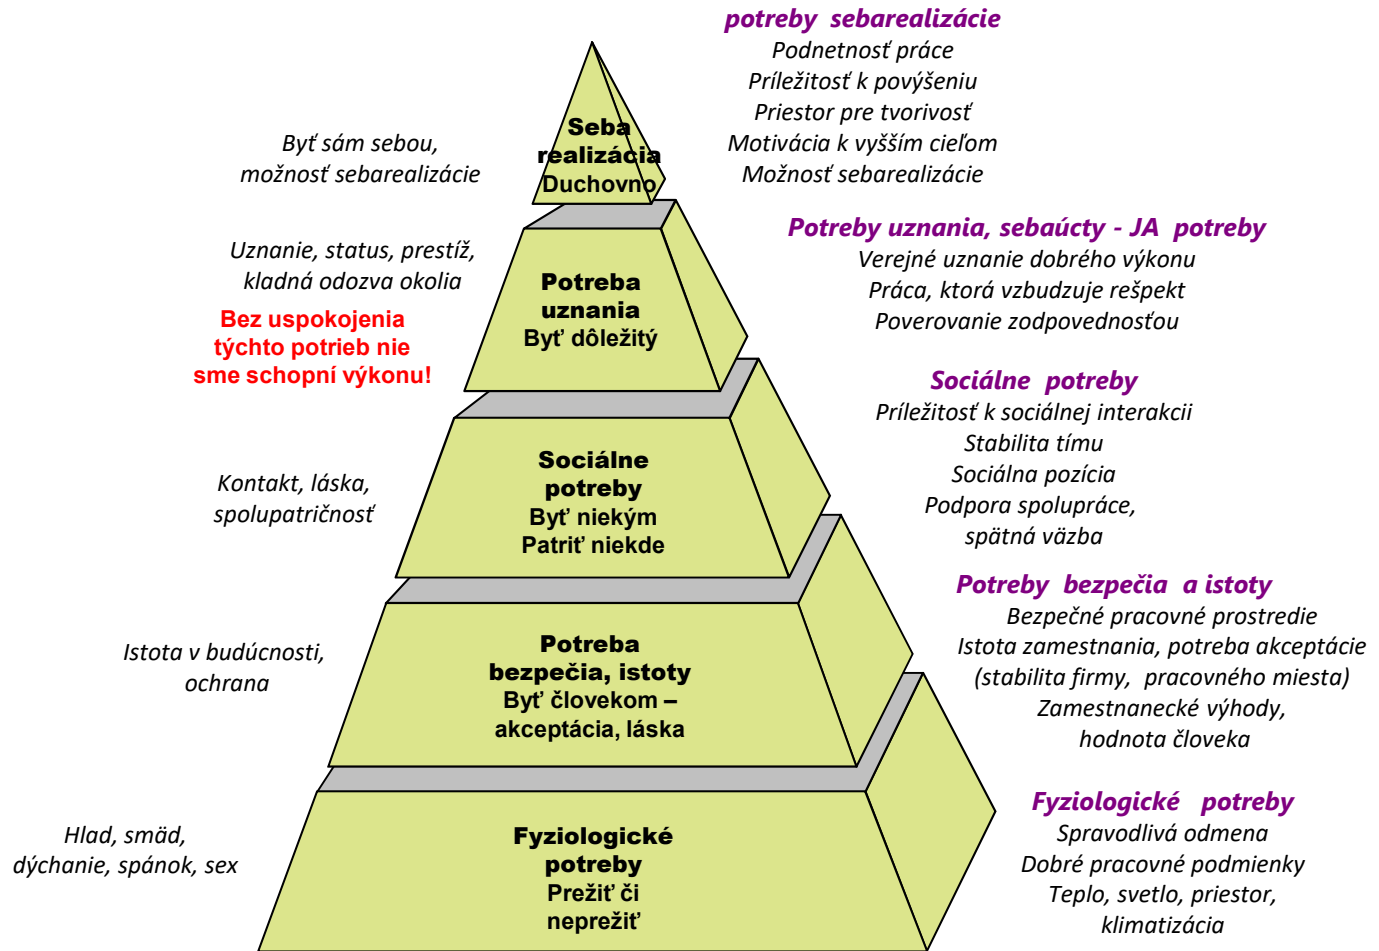 potreby sebarealizácie
Podnetnosť práce
Príležitosť k povýšeniu
Priestor pre tvorivosť
Motivácia k vyšším cieľom
Možnosť sebarealizácie
Seba
realizácia
Duchovno
Byť sám sebou,
možnosť sebarealizácie
Potreby uznania, sebaúcty - JA potreby
Verejné uznanie dobrého výkonu
Práca, ktorá vzbudzuje rešpekt
Poverovanie zodpovednosťou
Uznanie, status, prestíž,
kladná odozva okolia
Bez uspokojenia
týchto potrieb nie
sme schopní výkonu!
Potreba
uznania
Byť dôležitý
Sociálne potreby
Príležitosť k sociálnej interakcii
Stabilita tímu
Sociálna pozícia
Podpora spolupráce,
spätná väzba
Sociálne
potreby
Byť niekým
Patriť niekde
Kontakt, láska,
spolupatričnosť
Potreby bezpečia a istoty
Bezpečné pracovné prostredie
Istota zamestnania, potreba akceptácie
(stabilita firmy, pracovného miesta)
Zamestnanecké výhody,
hodnota človeka
Potreba
bezpečia, istoty
Byť človekom –
akceptácia, láska
Istota v budúcnosti,
ochrana
Fyziologické potreby
Spravodlivá odmena
Dobré pracovné podmienky
Teplo, svetlo, priestor,
klimatizácia
Fyziologické
potreby
Prežiť či
neprežiť
Hlad, smäd,
dýchanie, spánok, sex